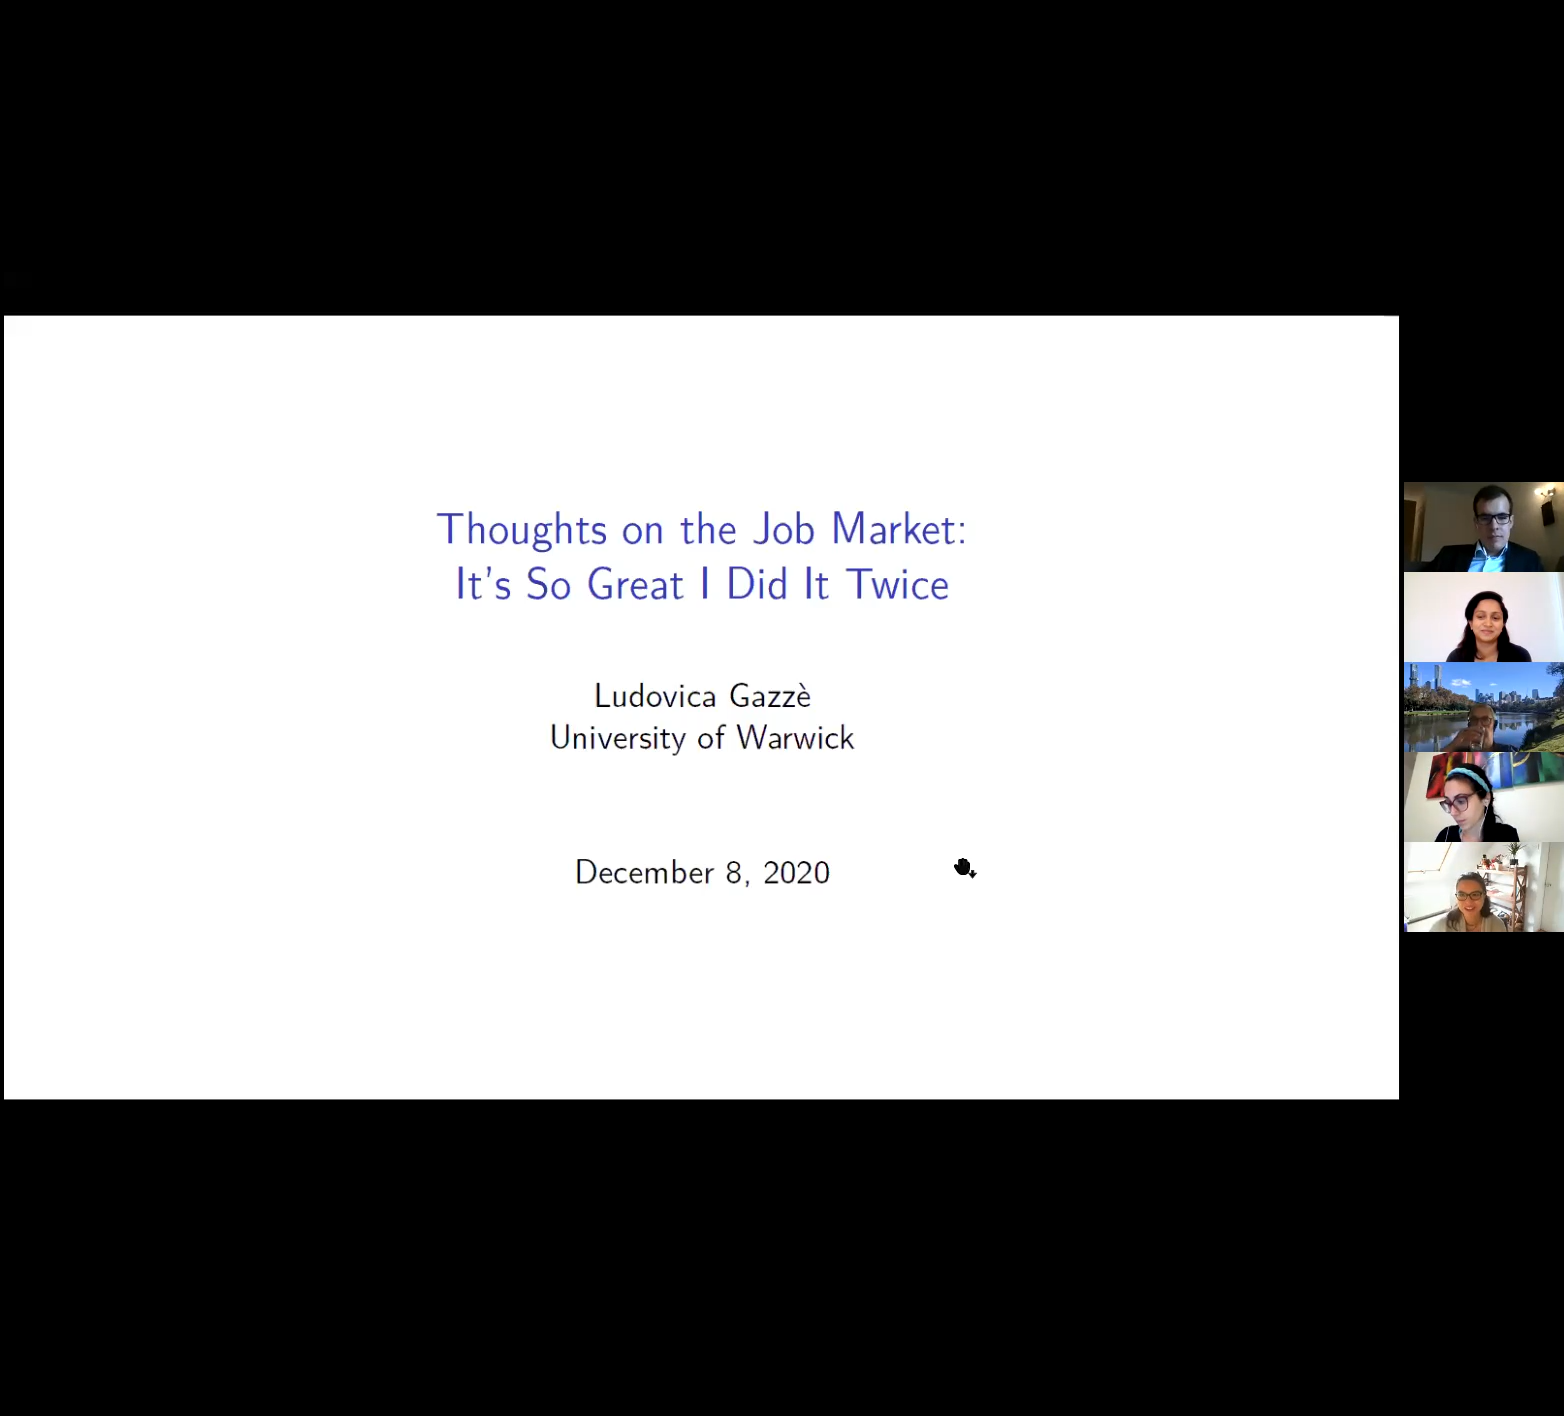 Thoughts on the Job Market:
It's So Great I Did It Twice
Ludovica Gazzè
University of Warwick
December 8, 2020